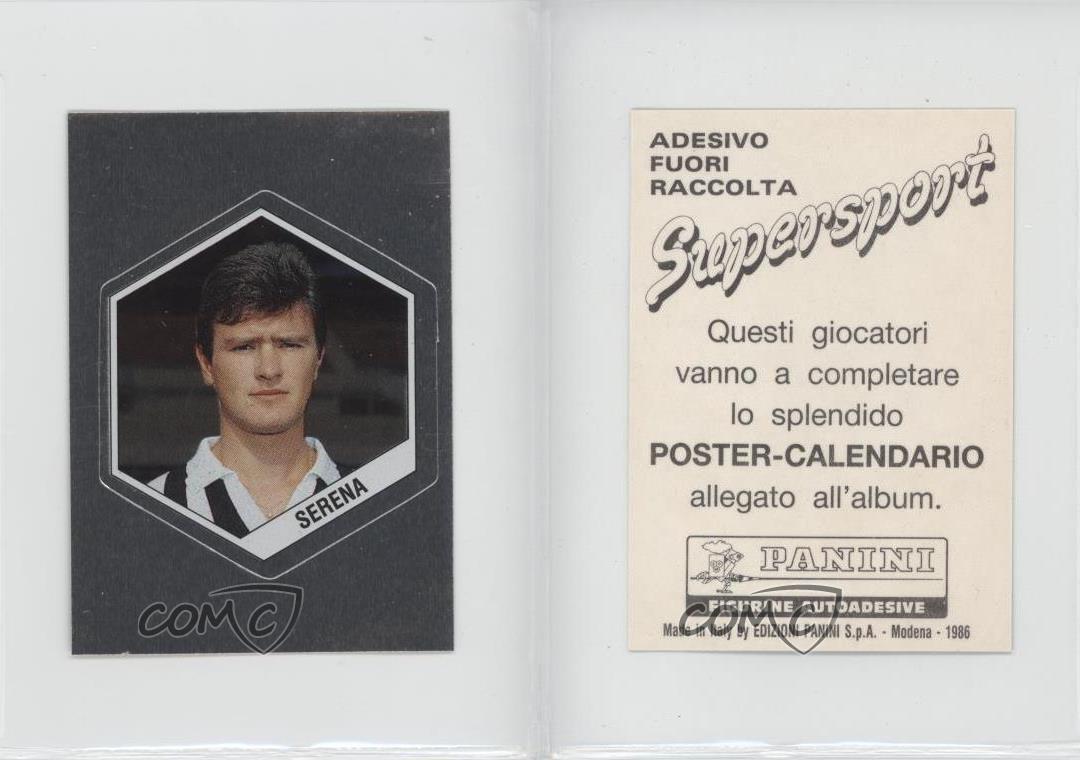 SERENA
COMC
ADESIVO
FUORI
RACCOLTA
Supersport
Questi giocatori
vanno a completare
lo splendido
POSTER-CALENDARIO
allegato all'album.
PANINI
FIGURINE AUTOADESIVE
COMC
Made in Italy by EDIZIONI PANINI S.p.A. - Modena - 1986